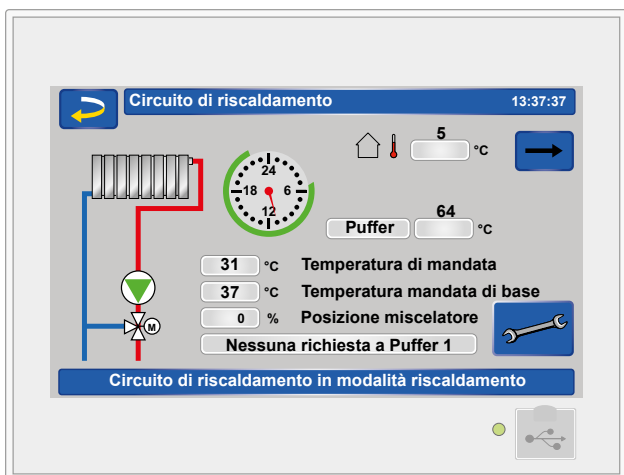 Circuito di riscaldamento 13:37:37
5 °C
24
18 6
12
64
Puffer °C
31 °C Temperatura di mandata
37 °C Temperatura mandata di base
0 % Posizione miscelatore
M
Nessuna richiesta a Puffer 1
Circuito di riscaldamento in modalità riscaldamento